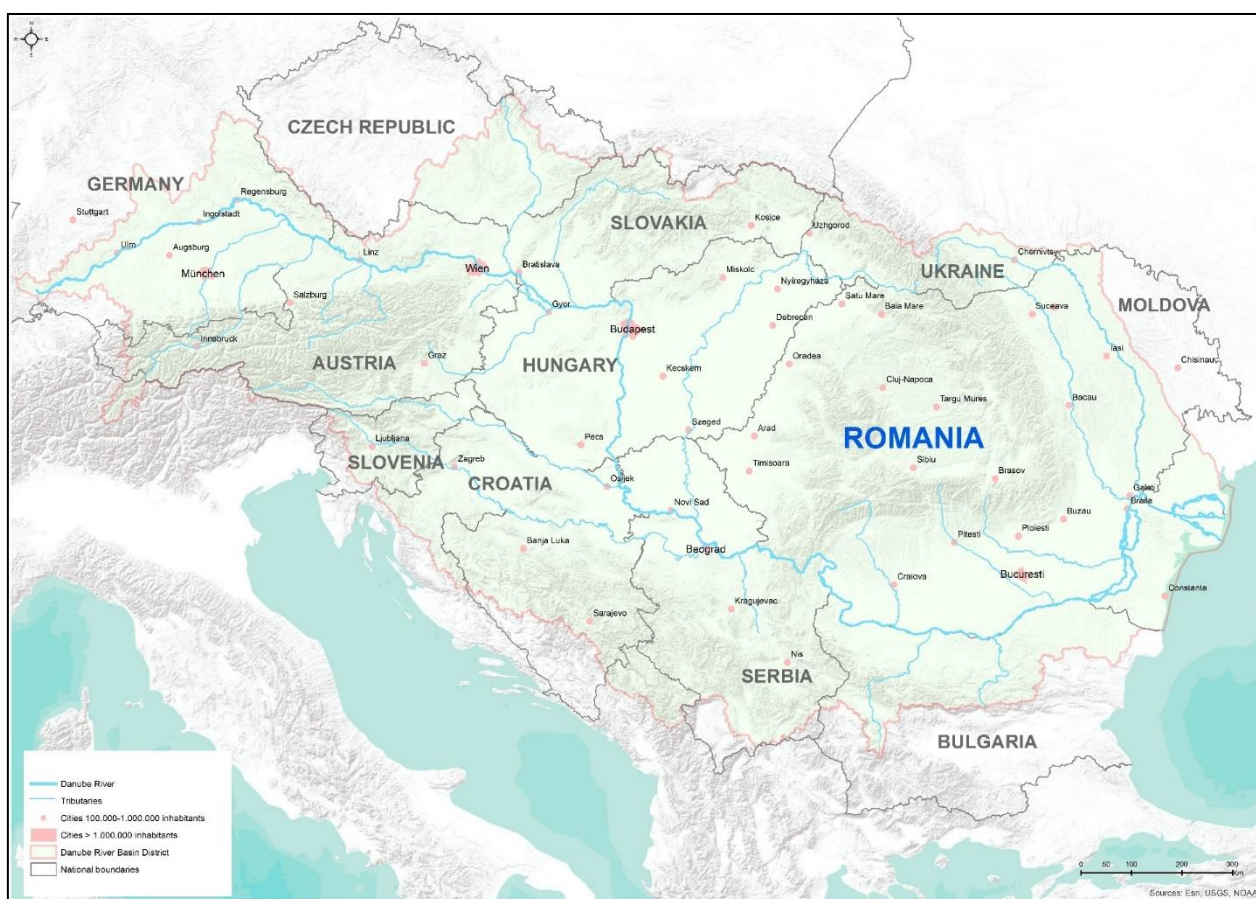 N
CZECH REPUBLIC
GERMANY
Regensburg
Stuttgart
Ingolstadt
SLOVAKIA
Kosice
Uzhgorod
Ulm
Augsburg
Linz
Chernivtsi
München
Wien
Bratislava
Miskolc
UKRAINE
Nyíregyháza
Salzburg
Gyor
Satu Mare
Baia Mare
Suceava
MOLDOVA
Budapest
Debrecen
Innsbruck
AUSTRIA
Graz
HUNGARY
Oradea
Iasi
Chisinau
Kecskem
Cluj-Napoca
Targu Mures
Bacau
Szeged
Arad
ROMANIA
Ljubljana
Pecs
SLOVENIA
Zagreb
Timisoara
Sibiu
Brasov
CROATIA
Osijek
Galati
Novi Sad
Braila
Buzau
Banja Luka
Beograd
Pitesti
Ploiesti
Craiova
Bucuresti
Constanta
Kragujevac
Sarajevo
Nis
SERBIA
BULGARIA
Danube River
Tributaries
Cities 100.000-1.000.000 inhabitants
Cities > 1.000.000 inhabitants
Danube River Basin District
National boundaries
0 50 100 200 300
Km
Sources: Esri, USGS, NOAA